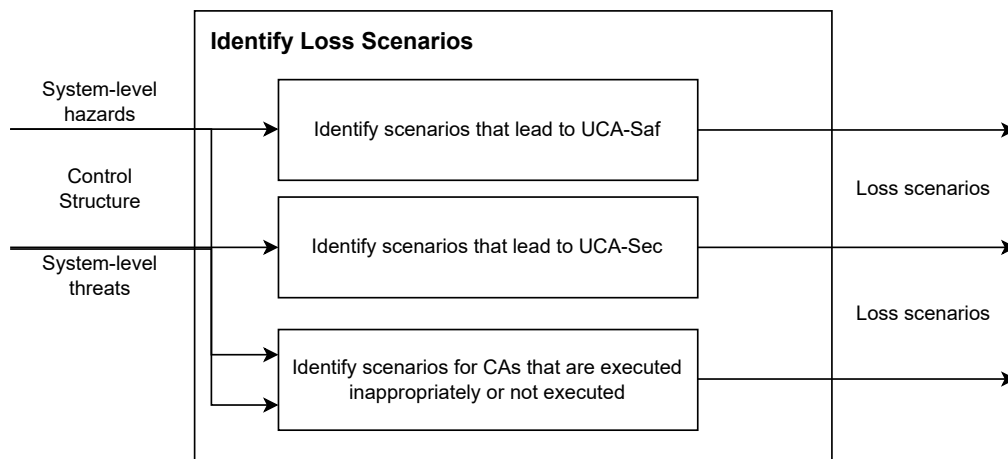 Identify Loss Scenarios
System-level
hazards
Identify scenarios that lead to UCA-Saf
Control
Structure
Loss scenarios
Identify scenarios that lead to UCA-Sec
System-level
threats
Loss scenarios
Identify scenarios for CAs that are executed
inappropriately or not executed